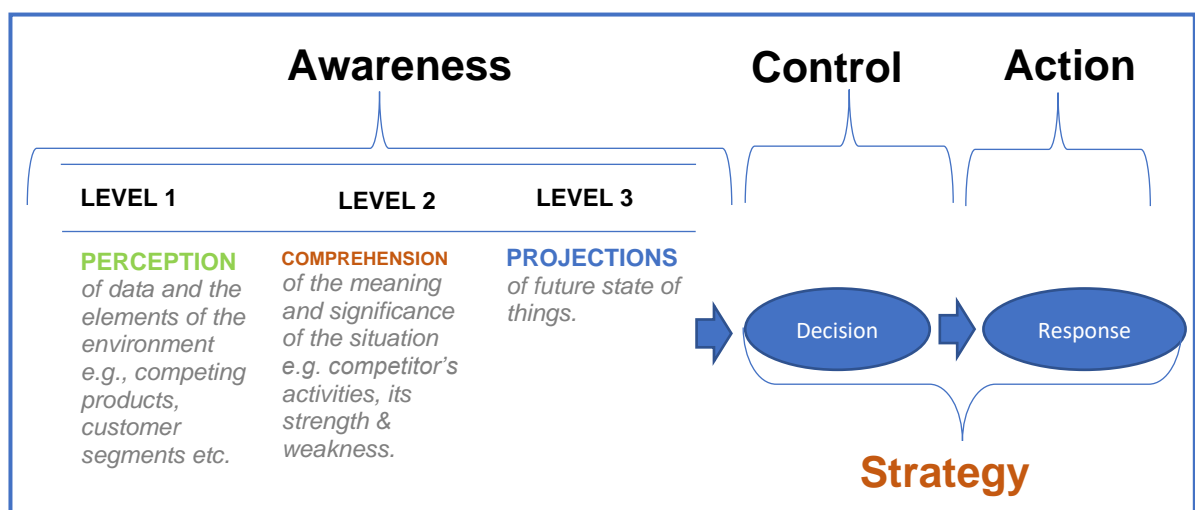 Awareness
Control
Action
LEVEL 1
LEVEL 2
LEVEL 3
PERCEPTION
of data and the
elements of the
environment
e.g., competing
products,
customer
segments etc.
COMPREHENSION
of the meaning
and significance
of the situation
e.g. competitor’s
activities, its
strength &
weakness.
PROJECTIONS
of future state of
things.
Decision
Response
Strategy